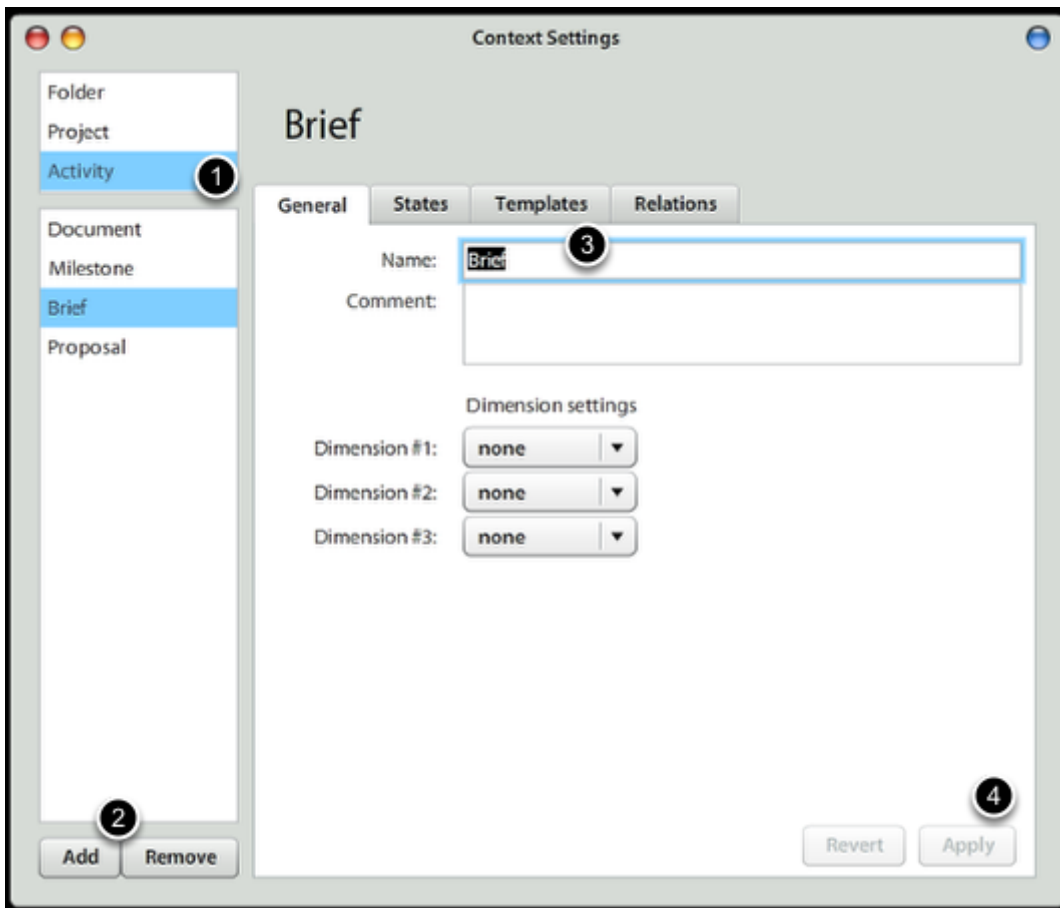 Context Settings
Folder
Project
Activity
1
Document
Milestone
Brief
Proposal
2
Add
Remove
Brief
General
States
Templates
Relations
3
Name:
Brief
Comment:
Dimension settings
Dimension #1:
none
Dimension #2:
none
Dimension #3:
none
4
Revert
Apply